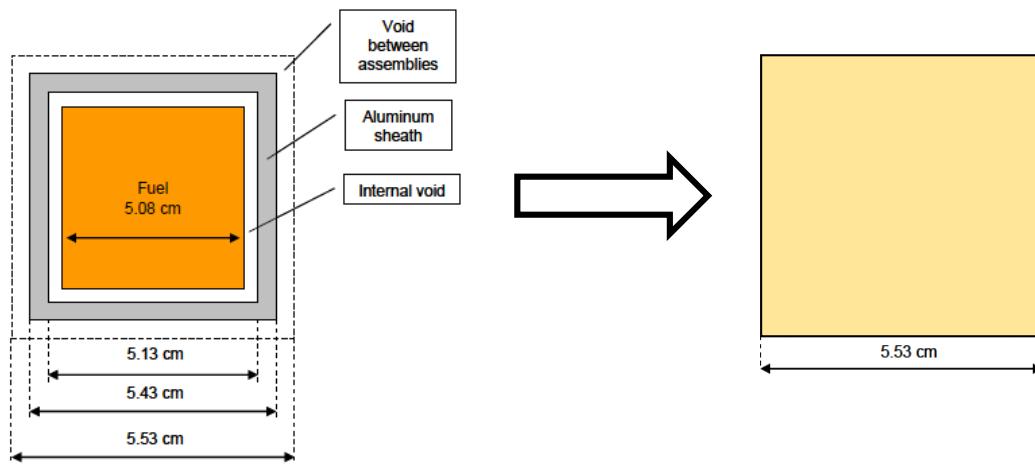 Void
between
assemblies
Aluminum
sheath
Fuel
5.08 cm
Internal void
5.13 cm
5.43 cm
5.53 cm
5.53 cm